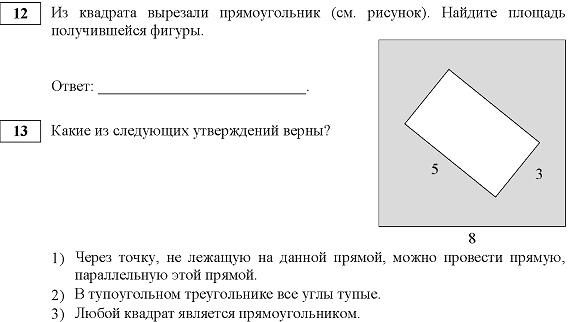 12 Из квадрата вырезали прямоугольник (см. рисунок). Найдите площадь
получившейся фигуры.
Ответ: ____________________________.
13 Какие из следующих утверждений верны?
5
3
8
1) Через точку, не лежащую на данной прямой, можно провести прямую,
параллельную этой прямой.
2) В тупоугольном треугольнике все углы тупые.
3) Любой квадрат является прямоугольником.